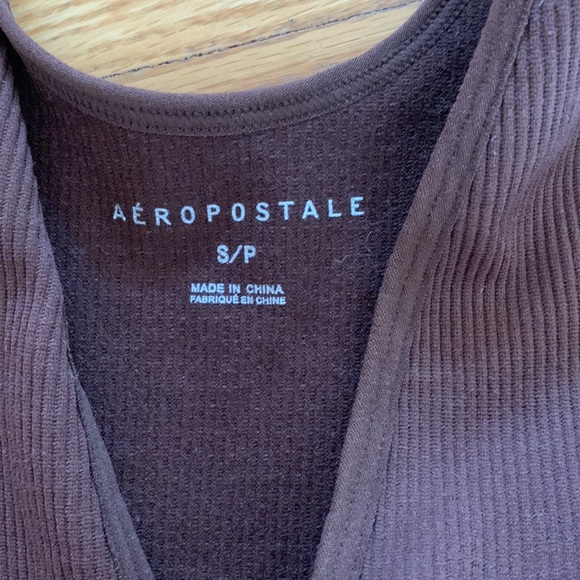 AÉROPOSTALE
S/P
MADE IN CHINA
FABRIQUÉ EN CHINE